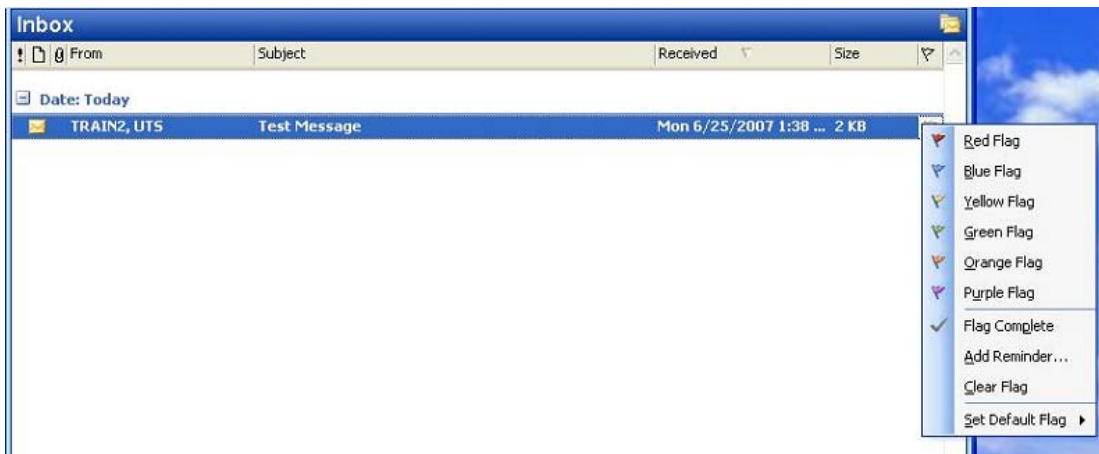 Inbox
! From Subject Received Size
Date: Today
TRAIN2, UTS Test Message Mon 6/25/2007 1:38 ... 2 KB
Red Flag
Blue Flag
Yellow Flag
Green Flag
Orange Flag
Purple Flag
Flag Complete
Add Reminder...
Clear Flag
Set Default Flag